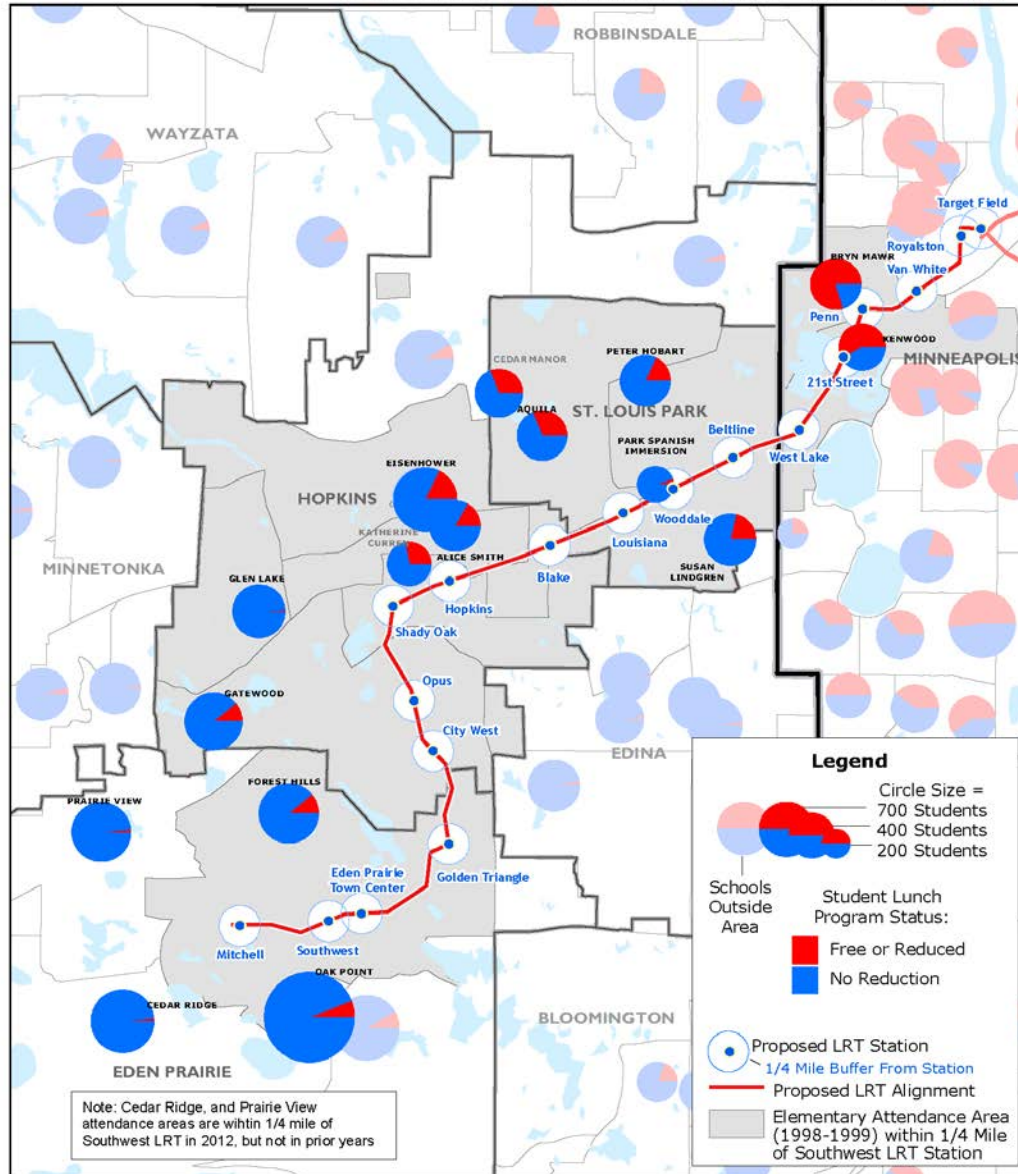 ROBBINSDALE
WAYZATA
Target Field
Royalston
BRYN MAWR
Van White
Penn
KENWOOD
MINNEAPOLIS
21st Street
CEDAR MANOR
PETER HOBART
AQUILA
ST. LOUIS PARK
Beltline
PARK SPANISH
IMMERSION
West Lake
EISENHOWER
HOPKINS
Wooddale
KATHERINE
CURREN
Louisiana
ALICE SMITH
MINNETONKA
GLEN LAKE
Blake
SUSAN
LINDGREN
Hopkins
Shady Oak
Opus
GATEWOOD
City West
EDINA
FOREST HILLS
PRAIRIE VIEW
Golden Triangle
Eden Prairie
Town Center
Mitchell
Southwest
OAK POINT
CEDAR RIDGE
BLOOMINGTON
EDEN PRAIRIE
Note: Cedar Ridge, and Prairie View
attendance areas are wihtin 1/4 mile of
Southwest LRT in 2012, but not in prior years
Legend
Circle Size =
700 Students
400 Students
200 Students
Schools
Outside
Area
Student Lunch
Program Status:
Free or Reduced
No Reduction
Proposed LRT Station
1/4 Mile Buffer From Station
Proposed LRT Alignment
Elementary Attendance Area
(1998-1999) within 1/4 Mile
of Southwest LRT Station